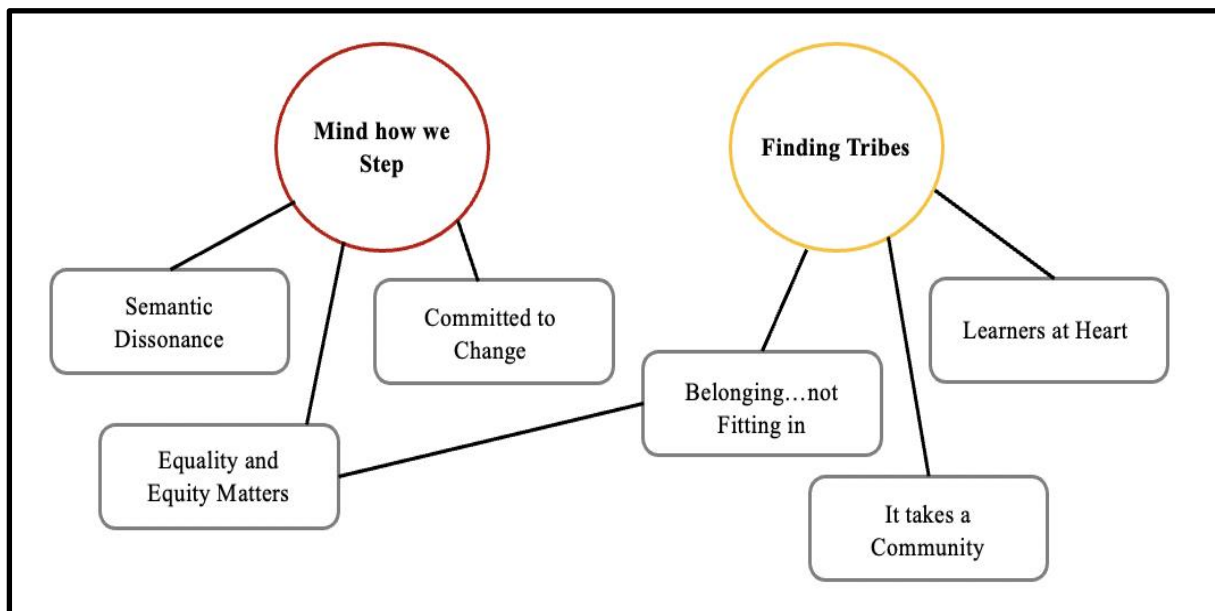 Mind how we
Step
Finding Tribes
Semantic
Dissonance
Committed to
Change
Learners at Heart
Belonging…not
Fitting in
Equality and
Equity Matters
It takes a
Community